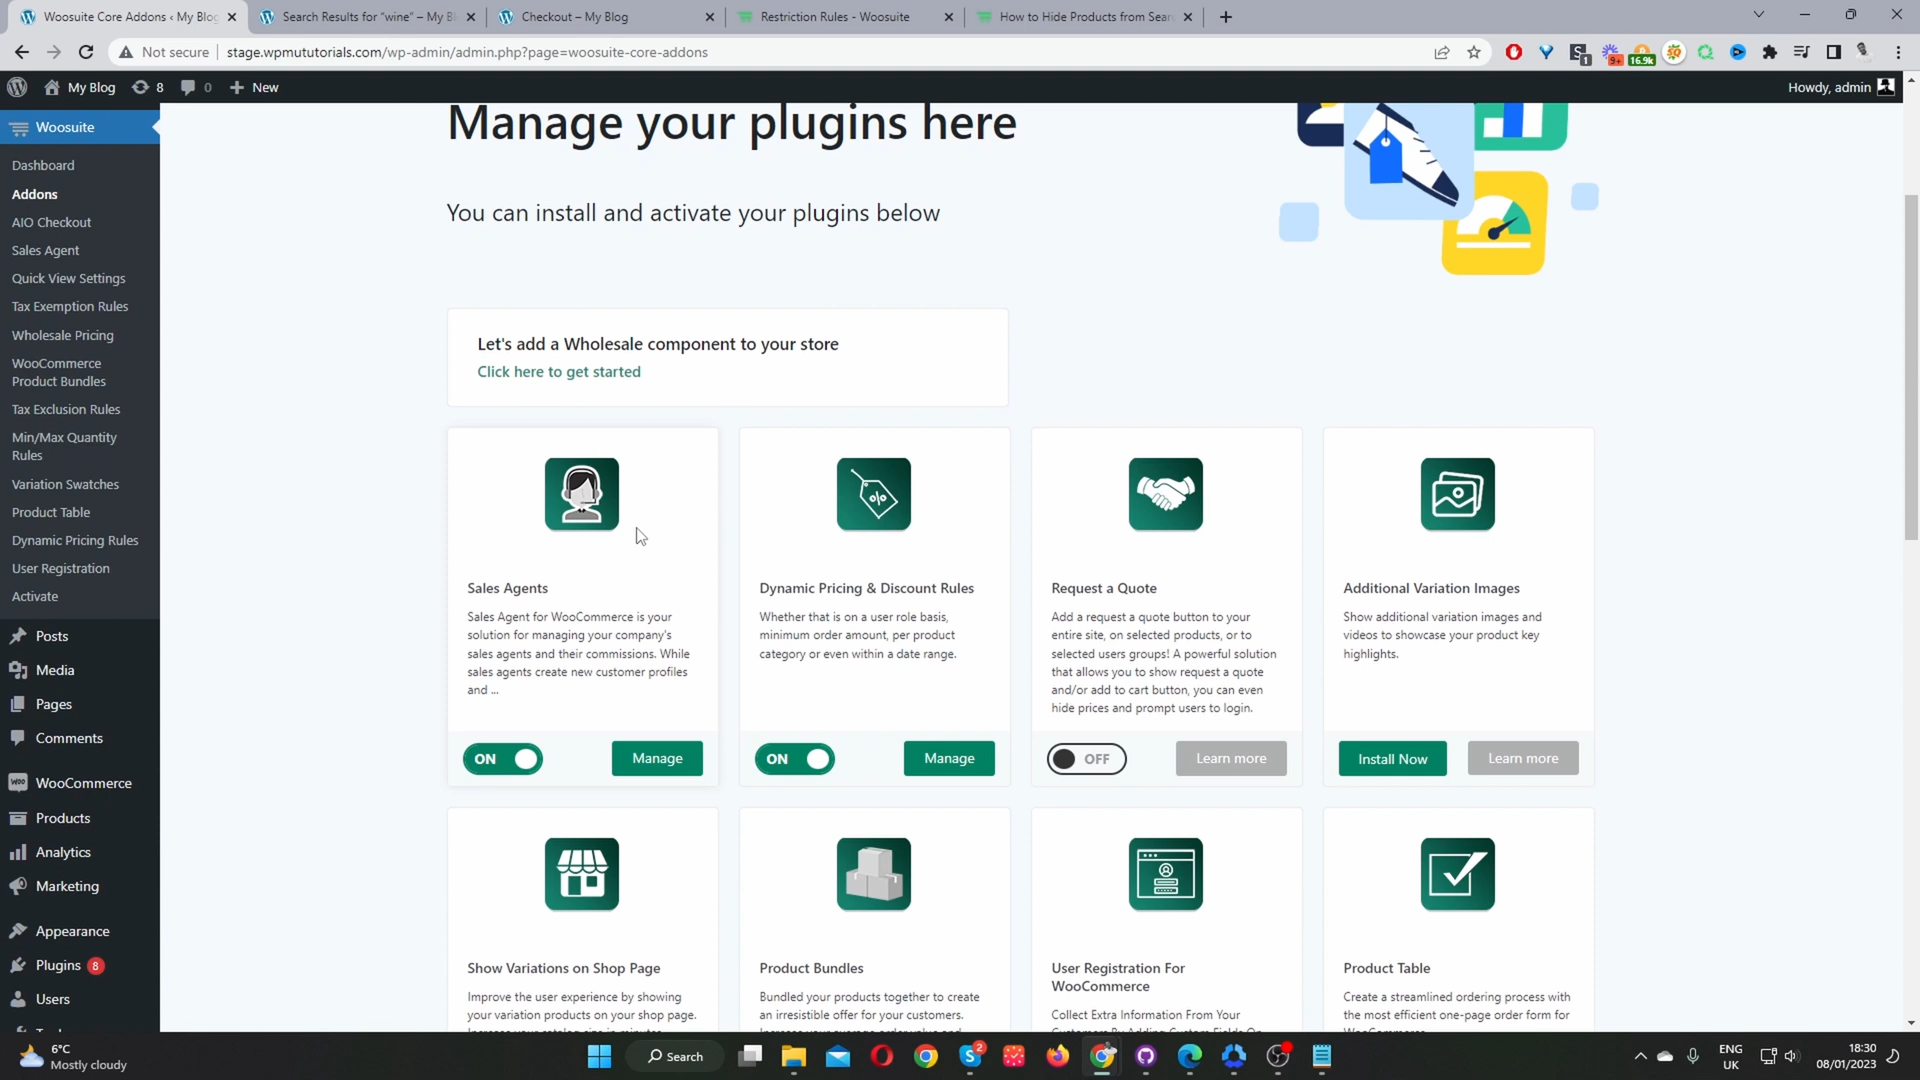 Woosuite Core Addons ‹ My Blog
Search Results for "wine" – My Bl
Checkout – My Blog
Restriction Rules - Woosuite
How to Hide Products from Sear
Not secure
stage.wpmututorials.com/wp-admin/admin.php?page=woosuite-core-addons
1
9+
16.9k
My Blog
8
0
New
Howdy, admin
Woosuite
Dashboard
Addons
AIO Checkout
Sales Agent
Quick View Settings
Tax Exemption Rules
Wholesale Pricing
WooCommerce
Product Bundles
Tax Exclusion Rules
Min/Max Quantity
Rules
Variation Swatches
Product Table
Dynamic Pricing Rules
User Registration
Activate
Posts
Media
Pages
Comments
WooCommerce
Products
Analytics
Marketing
Appearance
Plugins 8
Users
Manage your plugins here
You can install and activate your plugins below
Let's add a Wholesale component to your store
Click here to get started
Sales Agents
Sales Agent for WooCommerce is your
solution for managing your company's
sales agents and their commissions. While
sales agents create new customer profiles
and ...
ON
Manage
%
Dynamic Pricing & Discount Rules
Whether that is on a user role basis,
minimum order amount, per product
category or even within a date range.
ON
Manage
Request a Quote
Add a request a quote button to your
entire site, on selected products, or to
selected users groups! A powerful solution
that allows you to show request a quote
and/or add to cart button, you can even
hide prices and prompt users to login.
OFF
Learn more
Additional Variation Images
Show additional variation images and
videos to showcase your product key
highlights.
Install Now
Learn more
Show Variations on Shop Page
Improve the user experience by showing
your variation products on your shop page.
Product Bundles
Bundled your products together to create
an irresistible offer for your customers.
User Registration For
WooCommerce
Collect Extra Information From Your
Product Table
Create a streamlined ordering process with
the most efficient one-page order form for
6°C
Mostly cloudy
Search
2
ENG
UK
18:30
08/01/2023